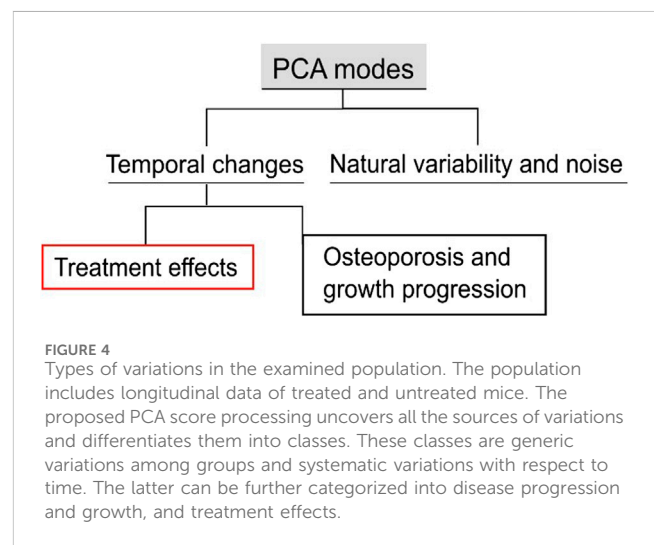 PCA modes
Temporal changes
Natural variability and noise
Treatment effects
Osteoporosis and
growth progression
FIGURE 4
Types of variations in the examined population. The population
includes longitudinal data of treated and untreated mice. The
proposed PCA score processing uncovers all the sources of variations
and differentiates them into classes. These classes are generic
variations among groups and systematic variations with respect to
time. The latter can be further categorized into disease progression
and growth, and treatment effects.